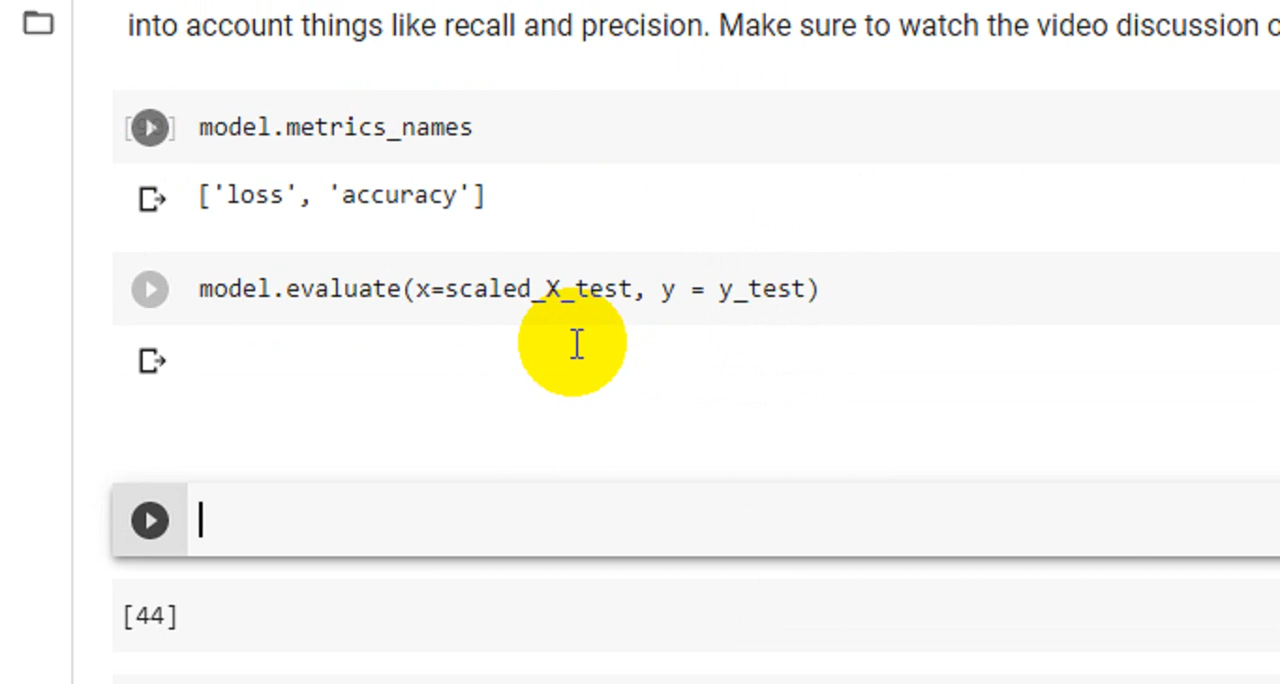 into account things like recall and precision. Make sure to watch the video discussion
model.metrics_names
['loss', 'accuracy']
model.evaluate(x=scaled_X_test, y = y_test)
[44]